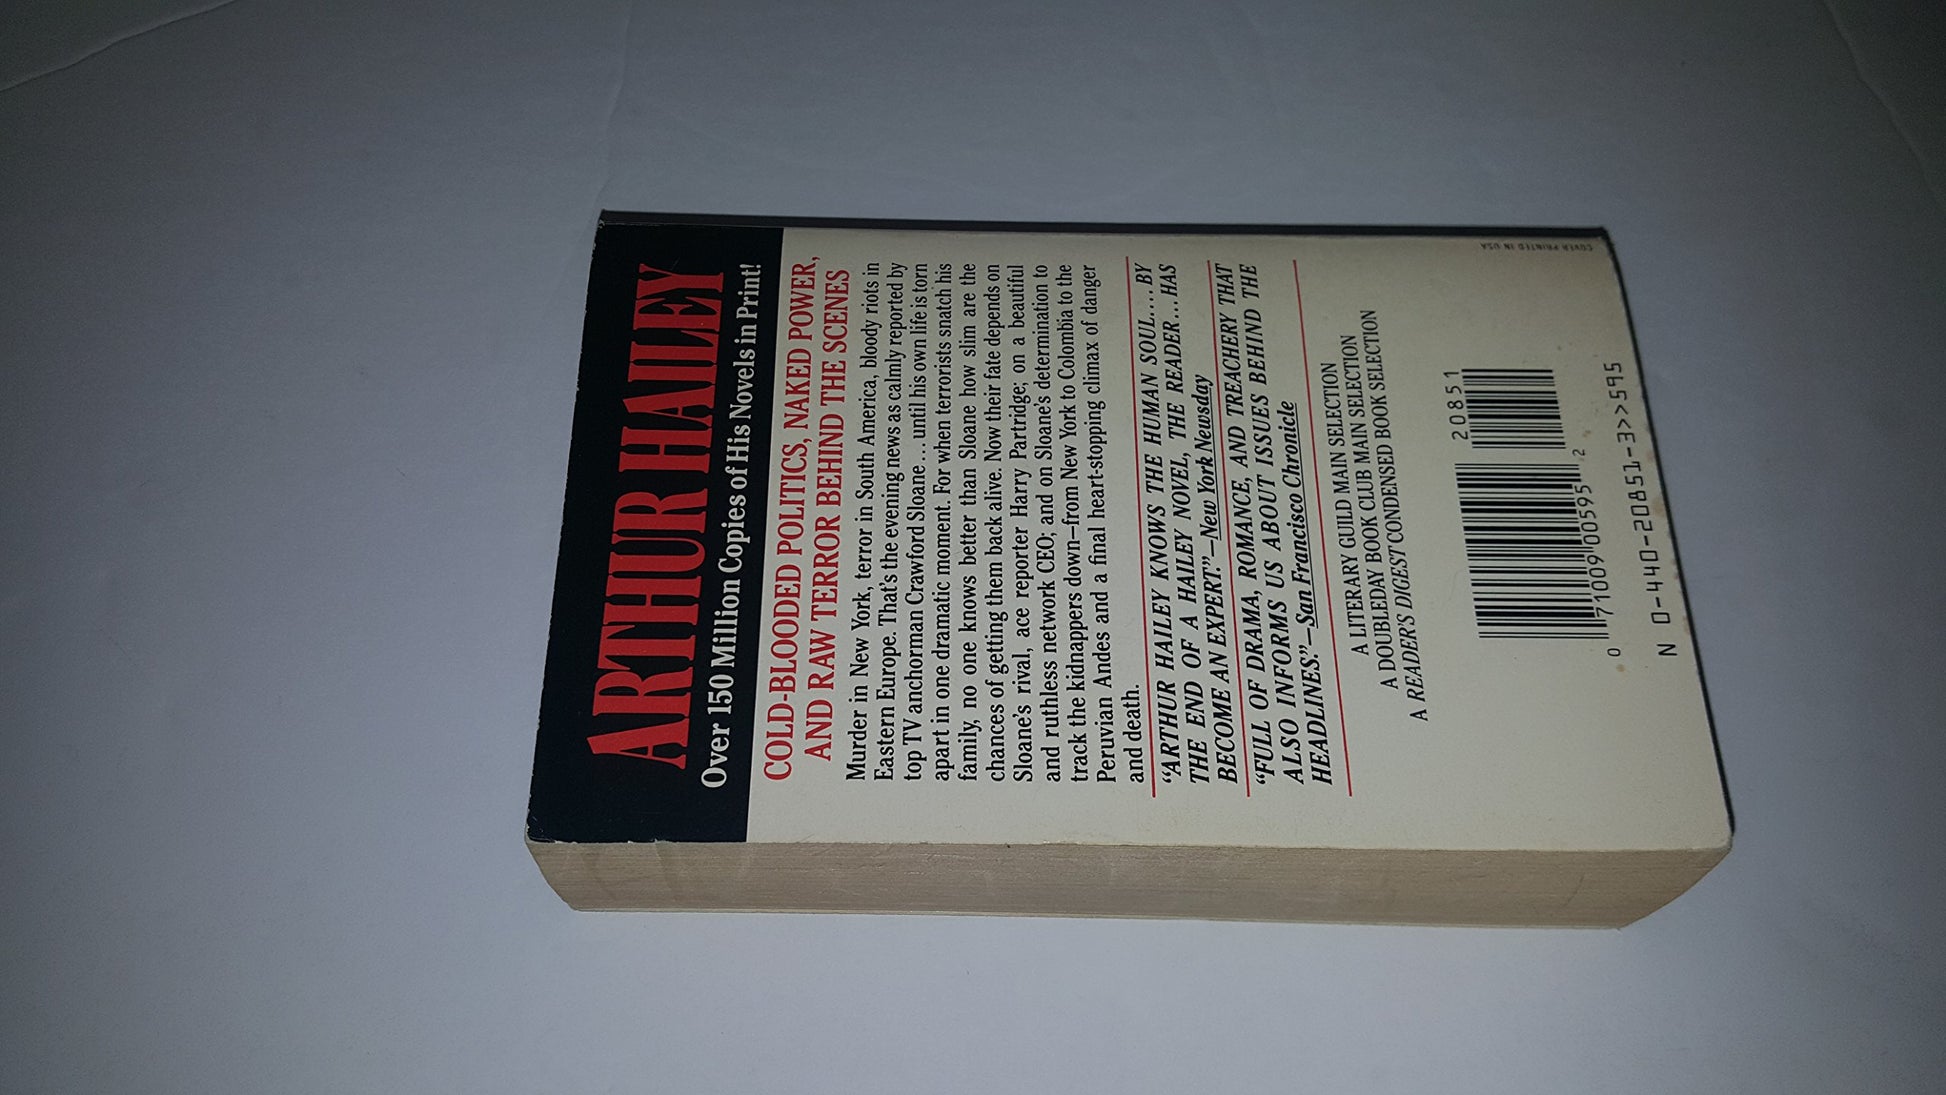 ARTHUR HAILEY
Over 150 Million Copies of His Novels in Print!
COLD-BLOODED POLITICS, NAKED POWER,
AND RAW TERROR BEHIND THE SCENES
Murder in New York, terror in South America, bloody riots in
Eastern Europe. That's the evening news as calmly reported by
top TV anchorman Crawford Sloane...until his own life is torn
apart in one dramatic moment. For when terrorists snatch his
family, no one knows better than Sloane how slim are the
chances of getting them back alive. Now their fate depends on
Sloane's rival, ace reporter Harry Partridge; on a beautiful
and ruthless network CEO; and on Sloane's determination to
track the kidnappers down—from New York to Colombia to the
Peruvian Andes and a final heart-stopping climax of danger
and death.
"ARTHUR HAILEY KNOWS THE HUMAN SOUL.... BY
THE END OF A HAILEY NOVEL, THE READER...HAS
BECOME AN EXPERT."—New York Newsday
"FULL OF DRAMA, ROMANCE, AND TREACHERY THAT
ALSO INFORMS US ABOUT ISSUES BEHIND THE
HEADLINES."—San Francisco Chronicle
A LITERARY GUILD MAIN SELECTION
A DOUBLEDAY BOOK CLUB MAIN SELECTION
A READER'S DIGEST CONDENSED BOOK SELECTION
20851
0 71009 00595 2
N 0-440-20851-3>>595
COVER PRINTED IN USA